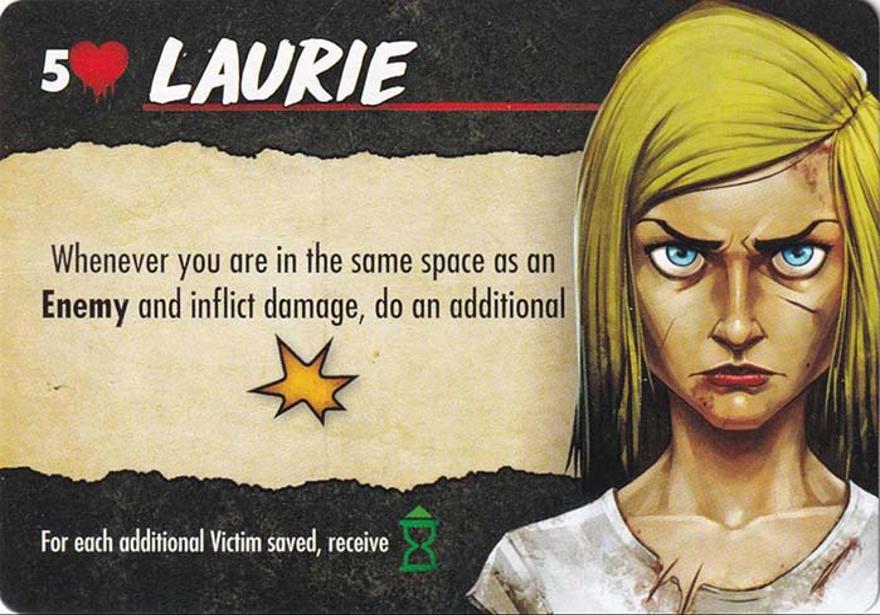 5 LAURIE
Whenever you are in the same space as an
Enemy and inflict damage, do an additional
For each additional Victim saved, receive